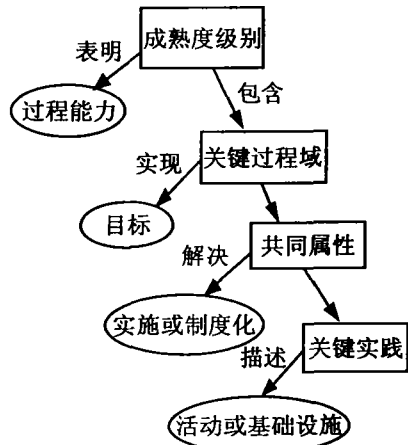 成熟度级别
表明
包含
过程能力
实现
关键过程域
目标
共同属性
解决
实施或制度化
关键实践
描述
活动或基础设施